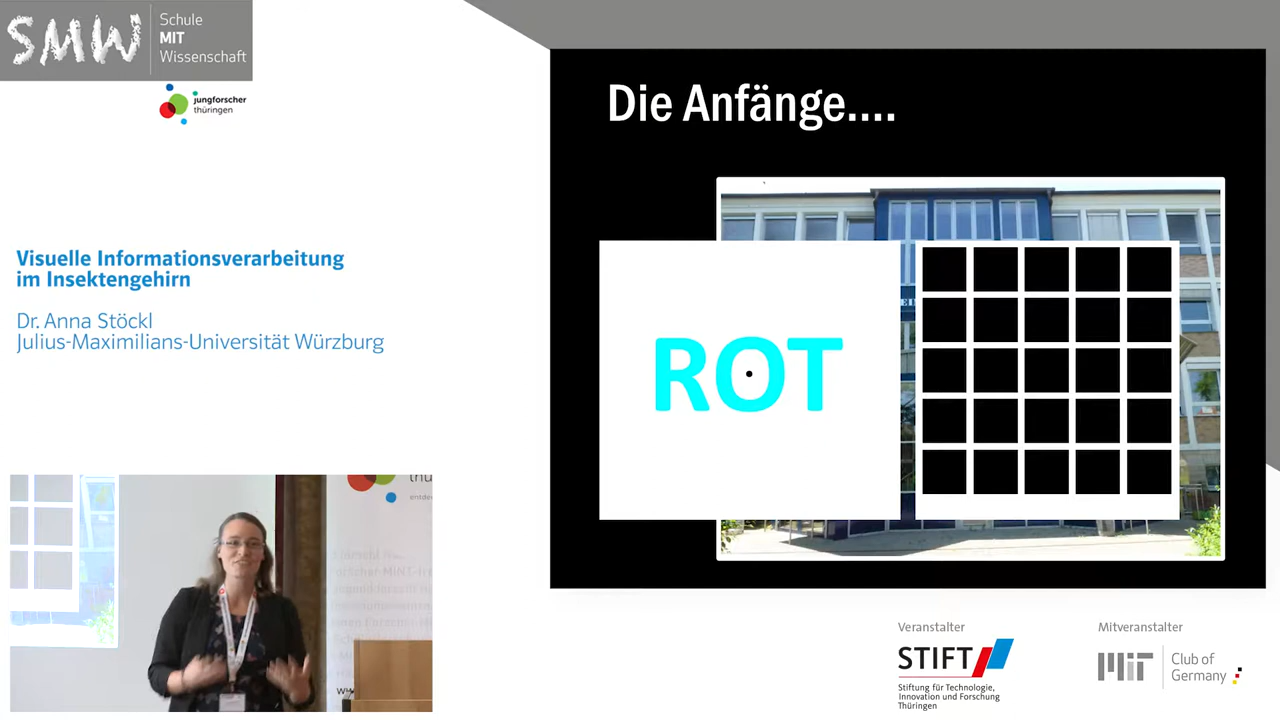 SMW
Schule
MIT
Wissenschaft
jungforscher
thüringen
Visuelle Informationsverarbeitung
im Insektengehirn
Dr. Anna Stöckl
Julius-Maximilians-Universität Würzburg
Die Anfänge....
ROT
Veranstalter
STIFT
Stiftung für Technologie,
Innovation und Forschung
Thüringen
Mitveranstalter
MIT
Club of
Germany